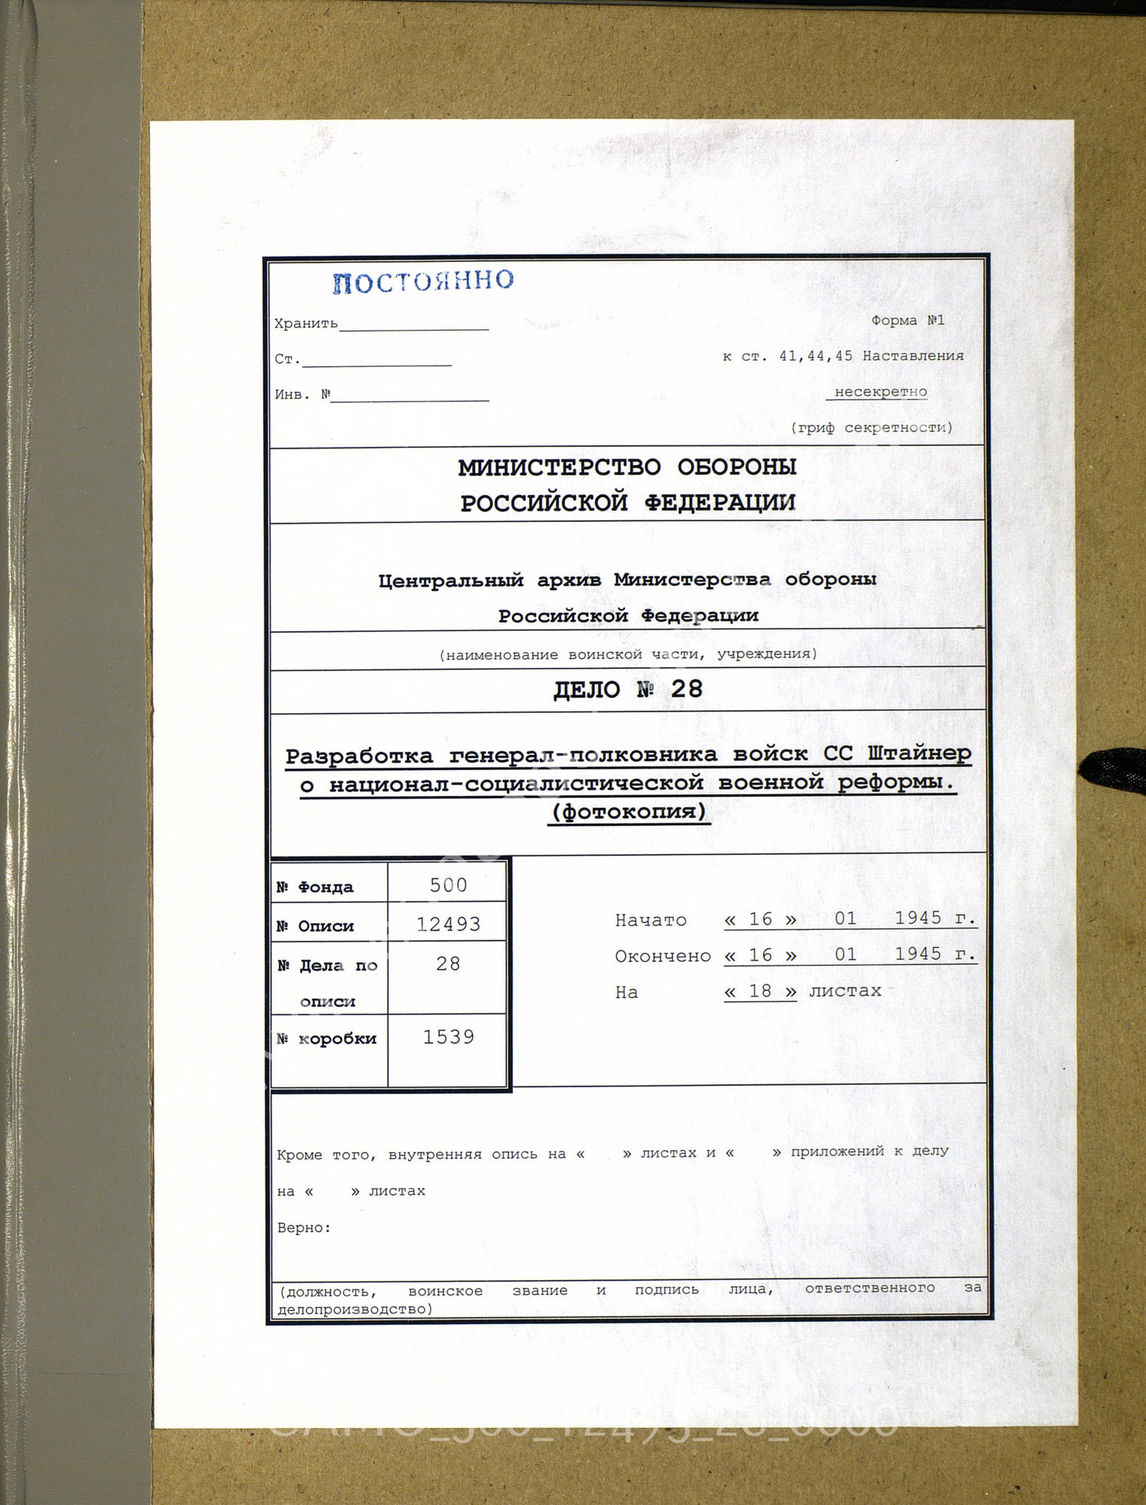 ПОСТОЯННО
Хранить
Форма №1
Ст.
к ст. 41,44,45 Наставления
Инв. №
несекретно
(гриф секретности)
МИНИСТЕРСТВО ОБОРОНЫ
РОССИЙСКОЙ ФЕДЕРАЦИИ
Центральный архив Министерства обороны
Российской Федерации
(наименование воинской части, учреждения)
ДЕЛО № 28
Разработка генерал-полковника войск СС Штайнер
о национал-социалистической военной реформы.
(фотокопия)
№ Фонда 500
№ Описи 12493
№ Дела по 28
описи
№ коробки 1539
Начато « 16 » 01 1945 г.
Окончено « 16 » 01 1945 г.
На « 18 » листах
Кроме того, внутренняя опись на « » листах и « » приложений к делу
на « » листах
Верно:
(должность, воинское звание и подпись лица, ответственного за
делопроизводство)